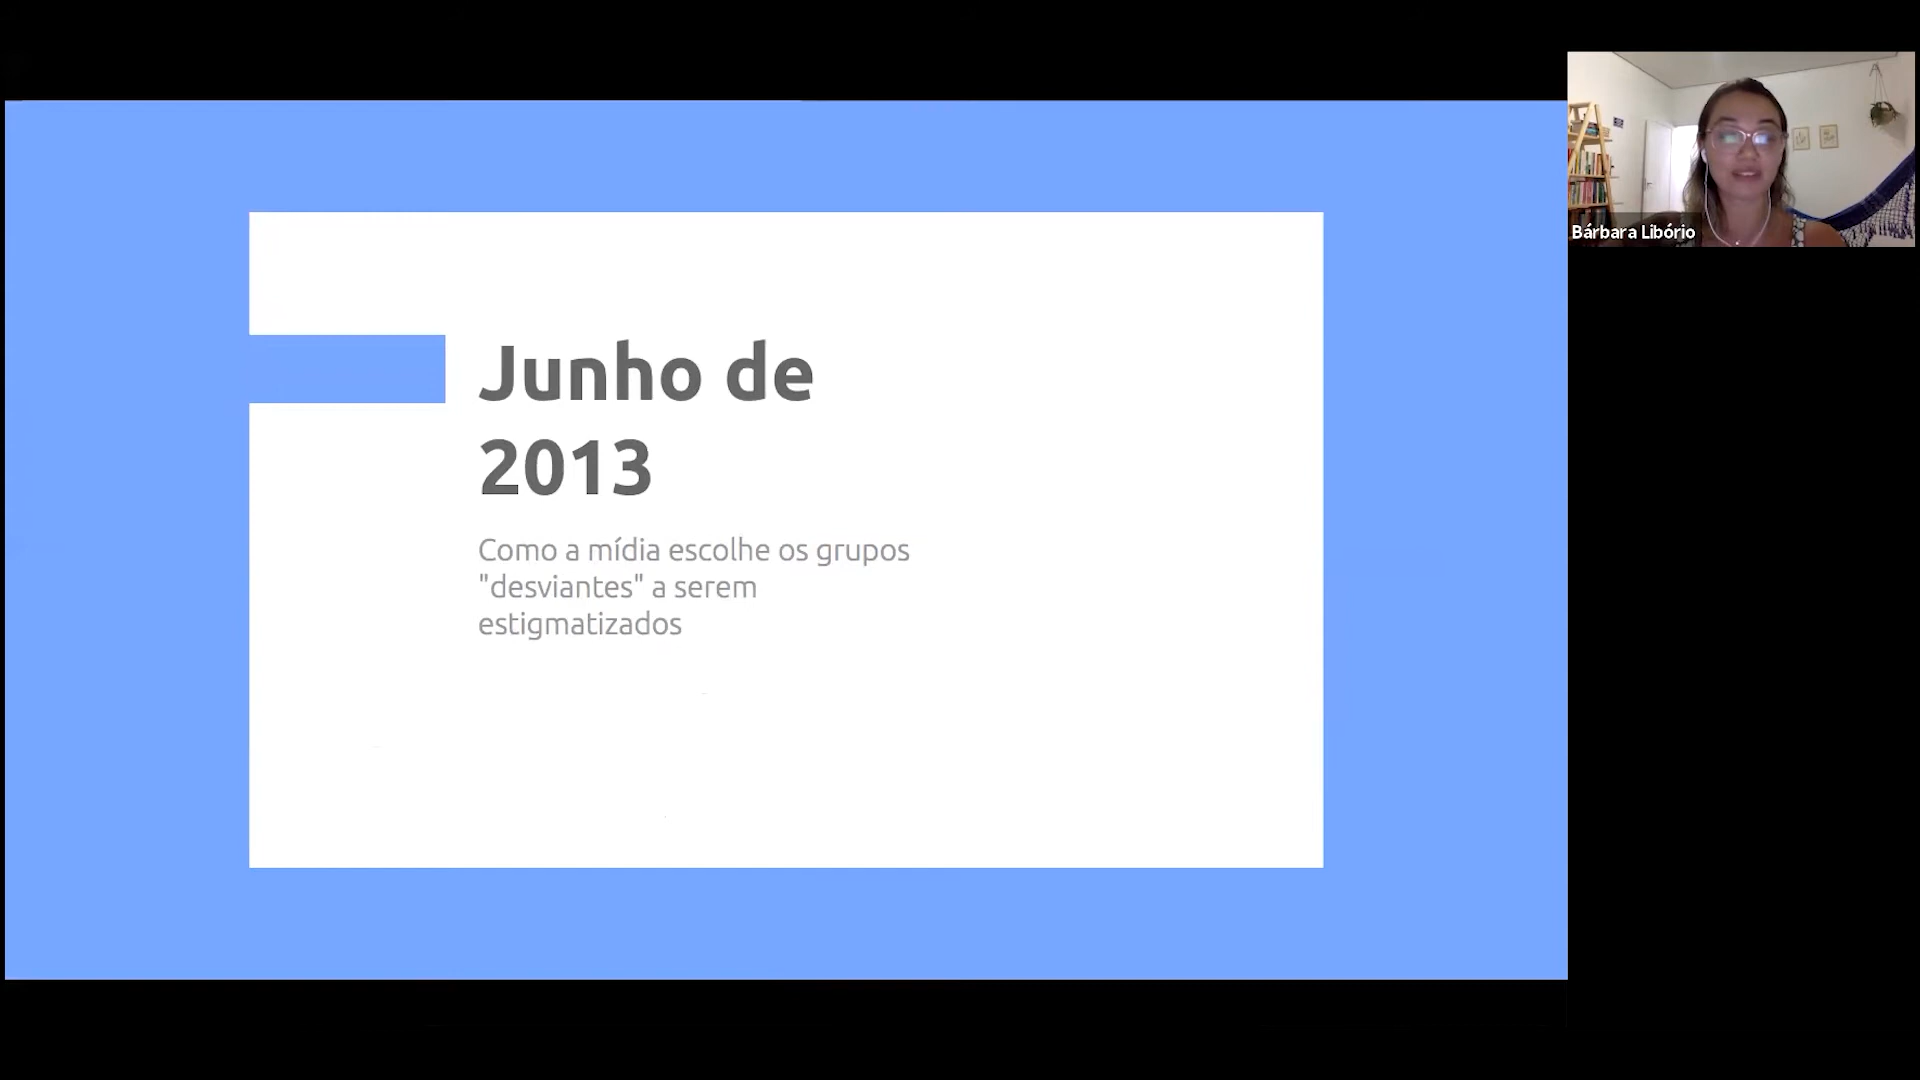 Junho de
2013
Como a mídia escolhe os grupos
"desviantes" a serem
estigmatizados
Bárbara Libório